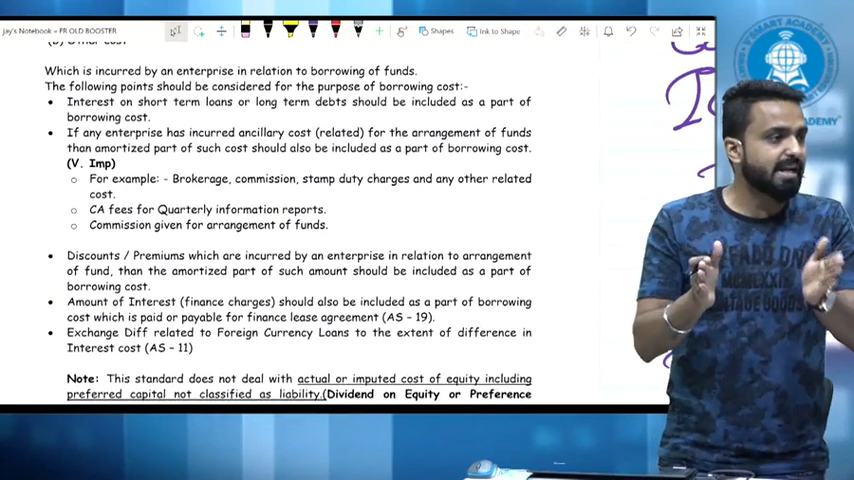 Jay's Notebook » FR OLD BOOSTER
Shapes
Ink to Shape
(b) Other cost
Which is incurred by an enterprise in relation to borrowing of funds.
The following points should be considered for the purpose of borrowing cost:-
• Interest on short term loans or long term debts should be included as a part of
borrowing cost.
• If any enterprise has incurred ancillary cost (related) for the arrangement of funds
than amortized part of such cost should also be included as a part of borrowing cost.
(V. Imp)
o For example: - Brokerage, commission, stamp duty charges and any other related
cost.
o CA fees for Quarterly information reports.
o Commission given for arrangement of funds.
• Discounts / Premiums which are incurred by an enterprise in relation to arrangement
of fund, than the amortized part of such amount should be included as a part of
borrowing cost.
• Amount of Interest (finance charges) should also be included as a part of borrowing
cost which is paid or payable for finance lease agreement (AS – 19).
• Exchange Diff related to Foreign Currency Loans to the extent of difference in
Interest cost (AS – 11)
Note: This standard does not deal with actual or imputed cost of equity including
preferred capital not classified as liability.(Dividend on Equity or Preference
VSMART ACADEMY